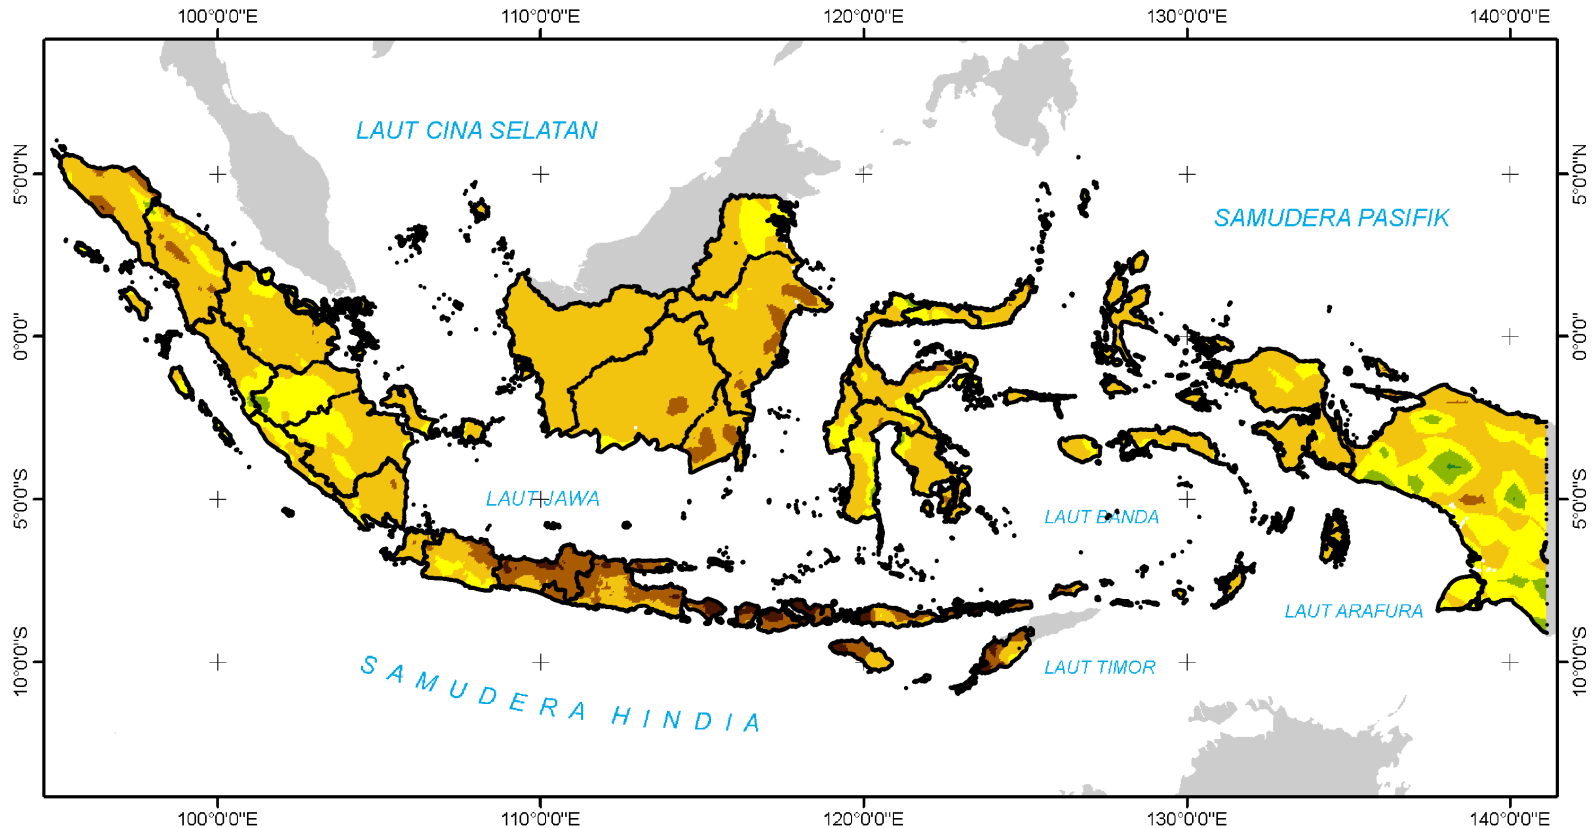 100°0'0"E 110°0'0"E 120°0'0"E 130°0'0"E 140°0'0"E
LAUT CINA SELATAN
5°0'0"N 5°0'0"N
SAMUDERA PASIFIK
0°0'0" 0°0'0"
5°0'0"S LAUT JAWA 5°0'0"S
LAUT BANDA
LAUT ARAFURA
10°0'0"S LAUT TIMOR 10°0'0"S
SAMUDERA HINDIA
100°0'0"E 110°0'0"E 120°0'0"E 130°0'0"E 140°0'0"E